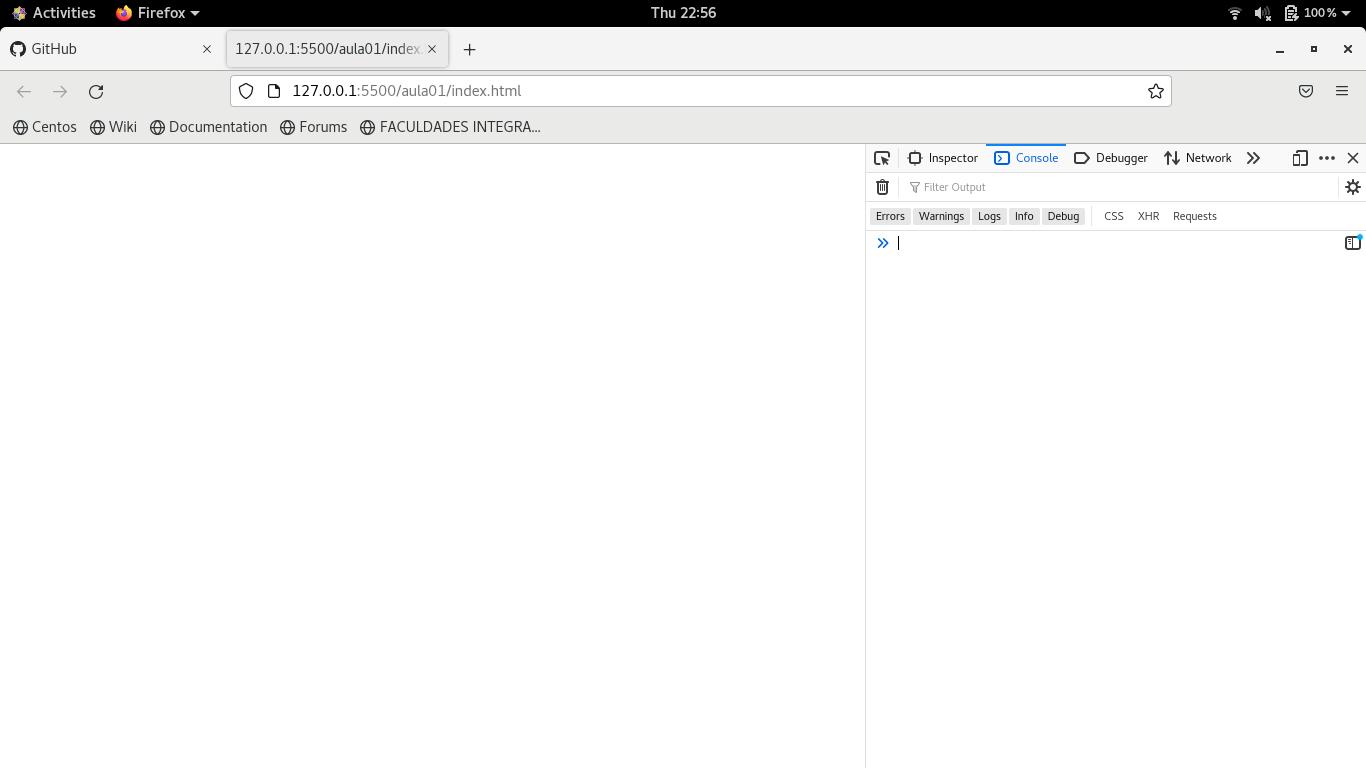 Activities Firefox Thu 22:56 100%
GitHub 127.0.0.1:5500/aula01/index.
127.0.0.1:5500/aula01/index.html
Centos Wiki Documentation Forums FACULDADES INTEGRA...
Inspector Console Debugger Network
Filter Output
Errors Warnings Logs Info Debug CSS XHR Requests